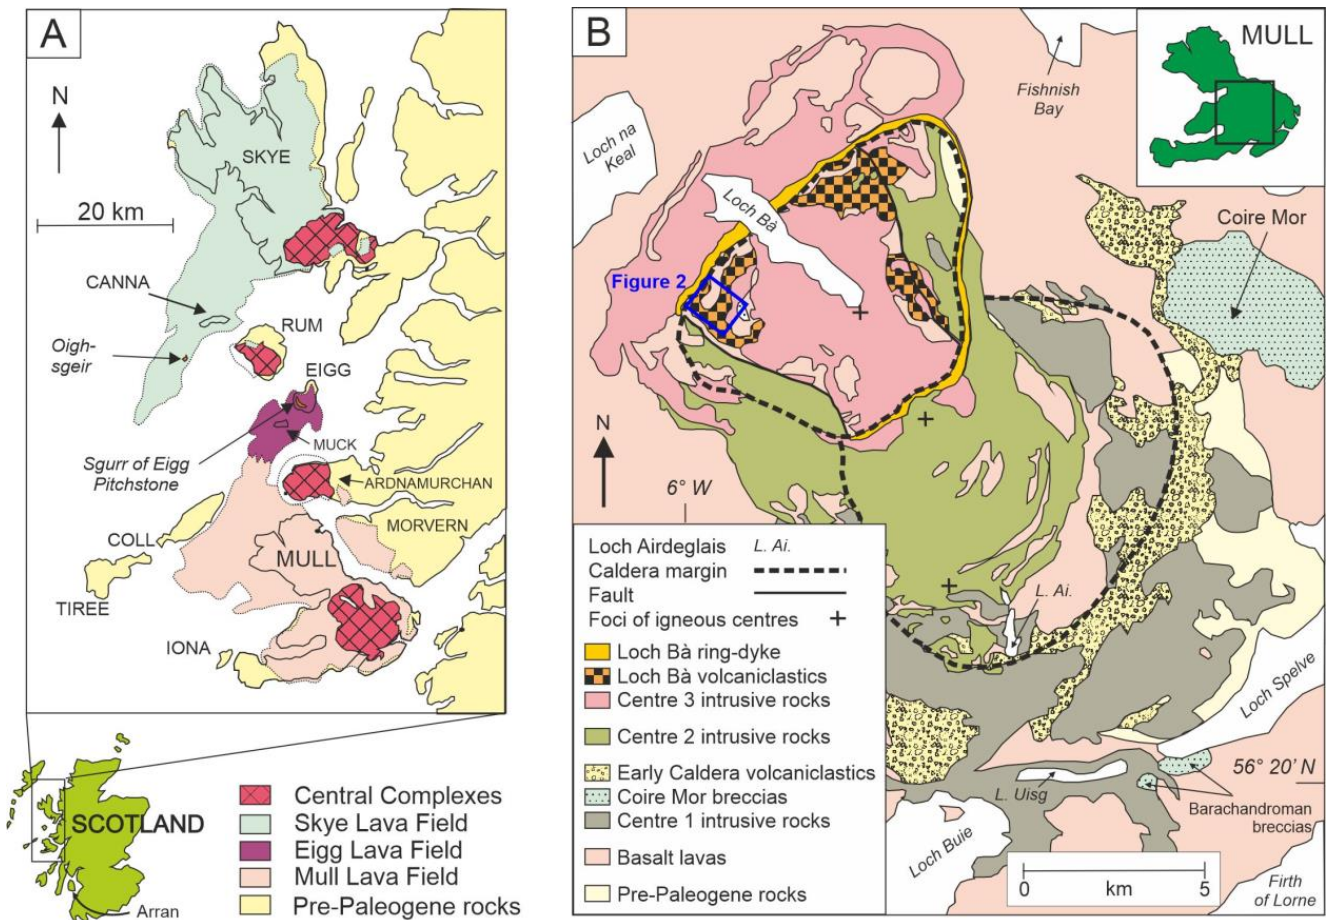 A
N
20 km
SKYE
CANNA
RUM
Oigh-
sgeir
EIGG
MUCK
Sgurr of Eigg
Pitchstone
ARDNAMURCHAN
MORVERN
COLL
MULL
TIREE
IONA
SCOTLAND
Arran
Central Complexes
Skye Lava Field
Eigg Lava Field
Mull Lava Field
Pre-Paleogene rocks
B
MULL
Fishnish
Bay
Loch na
Keal
Loch Bà
Coire Mor
Figure 2
N
6° W
L. Ai.
Loch Airdeglais L. Ai.
Caldera margin
Fault
Foci of igneous centres +
Loch Bà ring-dyke
Loch Bà volcaniclastics
Centre 3 intrusive rocks
Centre 2 intrusive rocks
Early Caldera volcaniclastics
Coire Mor breccias
Centre 1 intrusive rocks
Basalt lavas
Pre-Paleogene rocks
Loch Spelve
56° 20' N
L. Uisg
Barachandroman
breccias
Loch Buie
0 km 5
Firth
of Lorne